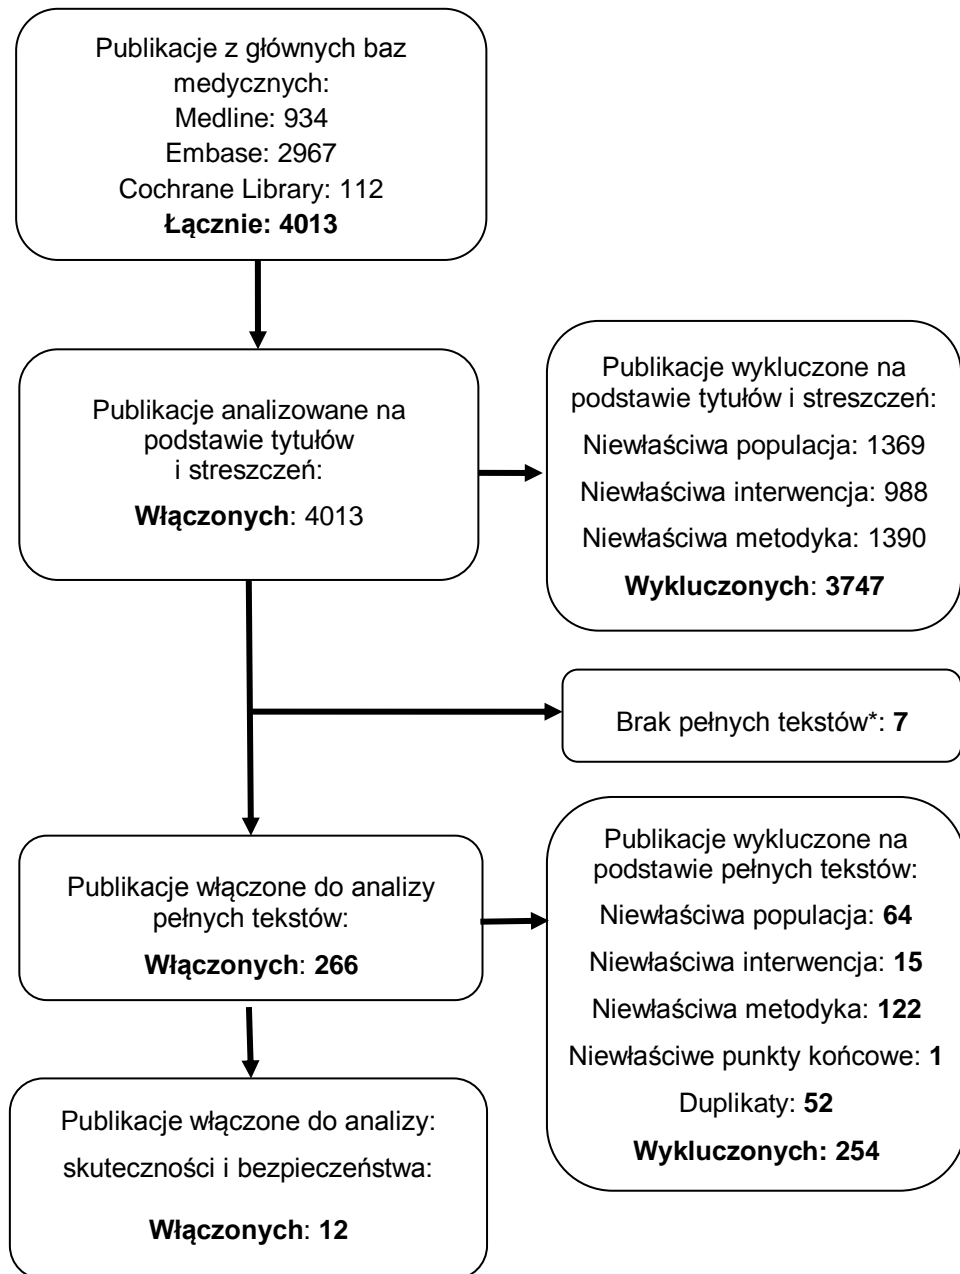 Publikacje z głównych baz
medycznych:
Medline: 934
Embase: 2967
Cochrane Library: 112
Łącznie: 4013
Publikacje analizowane na
podstawie tytułów
i streszczeń:
Włączonych: 4013
Publikacje wykluczone na
podstawie tytułów i streszczeń:
Niewłaściwa populacja: 1369
Niewłaściwa interwencja: 988
Niewłaściwa metodyka: 1390
Wykluczonych: 3747
Brak pełnych tekstów*: 7
Publikacje włączone do analizy
pełnych tekstów:
Włączonych: 266
Publikacje wykluczone na
podstawie pełnych tekstów:
Niewłaściwa populacja: 64
Niewłaściwa interwencja: 15
Niewłaściwa metodyka: 122
Niewłaściwe punkty końcowe: 1
Duplikaty: 52
Wykluczonych: 254
Publikacje włączone do analizy:
skuteczności i bezpieczeństwa:
Włączonych: 12